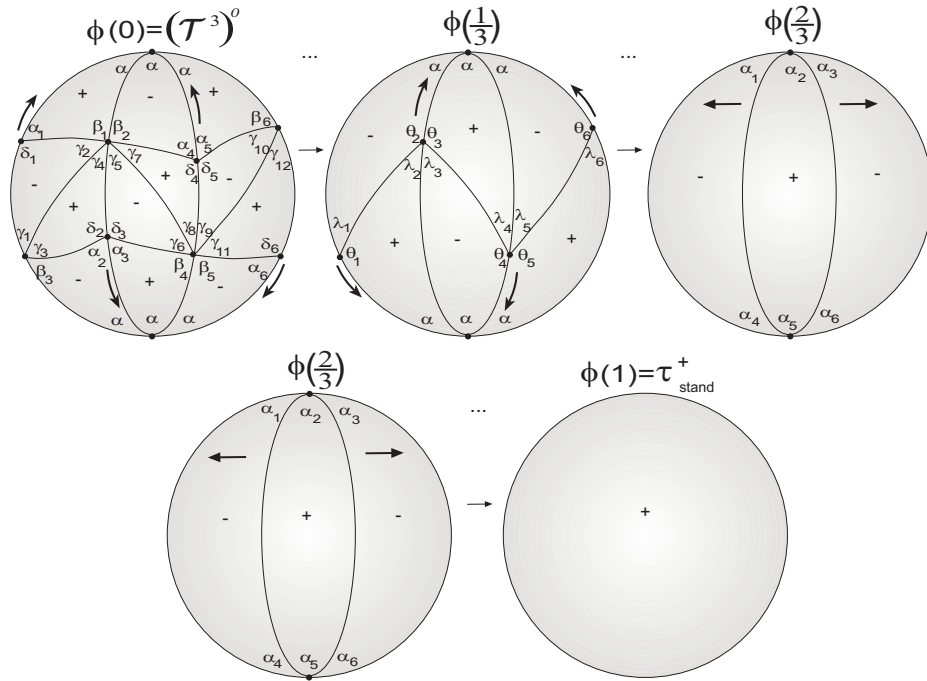 ϕ(0)=(𝒯³)° ... ϕ(1/3) ... ϕ(2/3)
α α α α α α α₁ α₂ α₃
+ - +
α₁ β₁ β₂ α₄ α₅ β₆ - θ₂ θ₃ + θ₆ -
δ₁ γ₂ γ₄ γ₅ γ₇ δ₄ δ₅ γ₁₀ γ₁₂ λ₂ λ₃ λ₆
- + - + - + - + -
γ₁ γ₃ δ₂ δ₃ γ₆ γ₈ γ₉ γ₁₁ δ₆ λ₁ λ₄ λ₅
β₃ α₂ α₃ β₄ β₅ α₆ θ₁ + - θ₄ θ₅ +
- + -
α α α α α α α₄ α₅ α₆
ϕ(2/3) ... ϕ(1)=τ⁺stand
α₁ α₂ α₃
- + - +
α₄ α₅ α₆